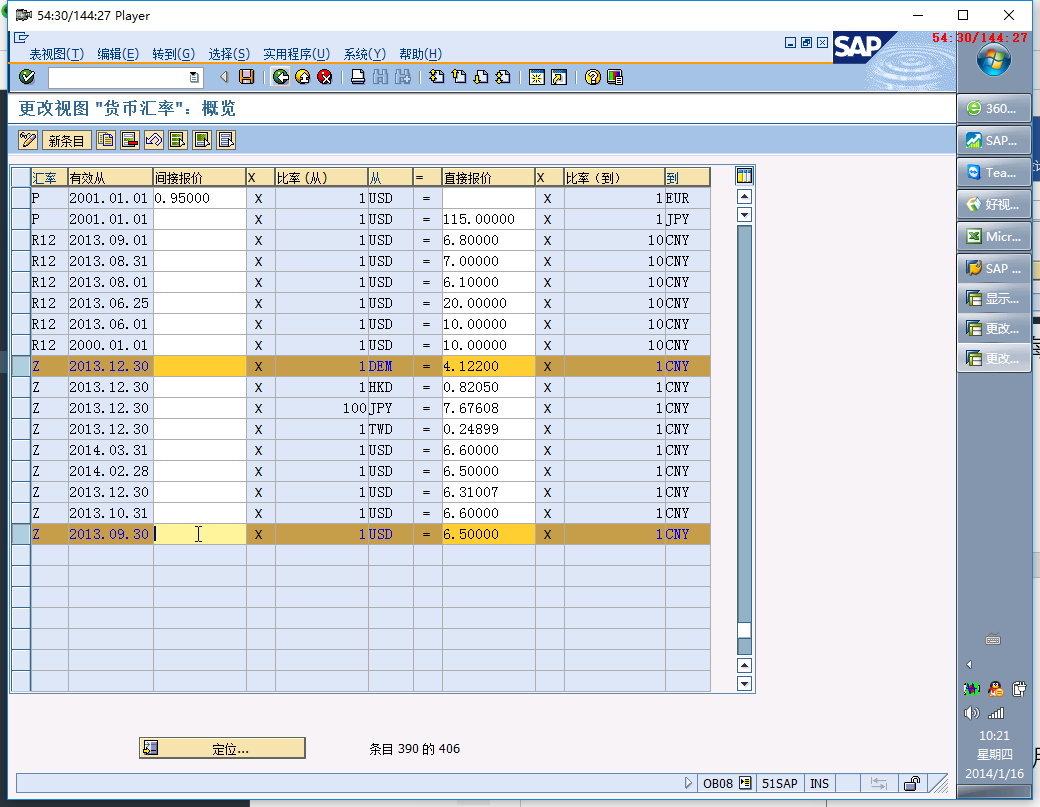 54:30/144:27 Player
表视图(T) 编辑(E) 转到(G) 选择(S) 实用程序(U) 系统(Y) 帮助(H)
SAP
54:30/144:27
更改视图 "货币汇率": 概览
新条目
汇率 有效从 间接报价 X 比率(从) 从 = 直接报价 X 比率(到) 到
P 2001.01.01 0.95000 X 1 USD = X 1 EUR
P 2001.01.01 X 1 USD = 115.00000 X 1 JPY
R12 2013.09.01 X 1 USD = 6.80000 X 10 CNY
R12 2013.08.31 X 1 USD = 7.00000 X 10 CNY
R12 2013.08.01 X 1 USD = 6.10000 X 10 CNY
R12 2013.06.25 X 1 USD = 20.00000 X 10 CNY
R12 2013.06.01 X 1 USD = 10.00000 X 10 CNY
R12 2000.01.01 X 1 USD = 10.00000 X 10 CNY
Z 2013.12.30 X 1 DEM = 4.12200 X 1 CNY
Z 2013.12.30 X 1 HKD = 0.82050 X 1 CNY
Z 2013.12.30 X 100 JPY = 7.67608 X 1 CNY
Z 2013.12.30 X 1 TWD = 0.24899 X 1 CNY
Z 2014.03.31 X 1 USD = 6.60000 X 1 CNY
Z 2014.02.28 X 1 USD = 6.50000 X 1 CNY
Z 2013.12.30 X 1 USD = 6.31007 X 1 CNY
Z 2013.10.31 X 1 USD = 6.60000 X 1 CNY
Z 2013.09.30 X 1 USD = 6.50000 X 1 CNY
定位...
条目 390 的 406
OB08 51SAP INS
360...
SAP...
Tea...
好视...
Micr...
SAP ...
显示...
更改...
更改...
10:21
星期四
2014/1/16